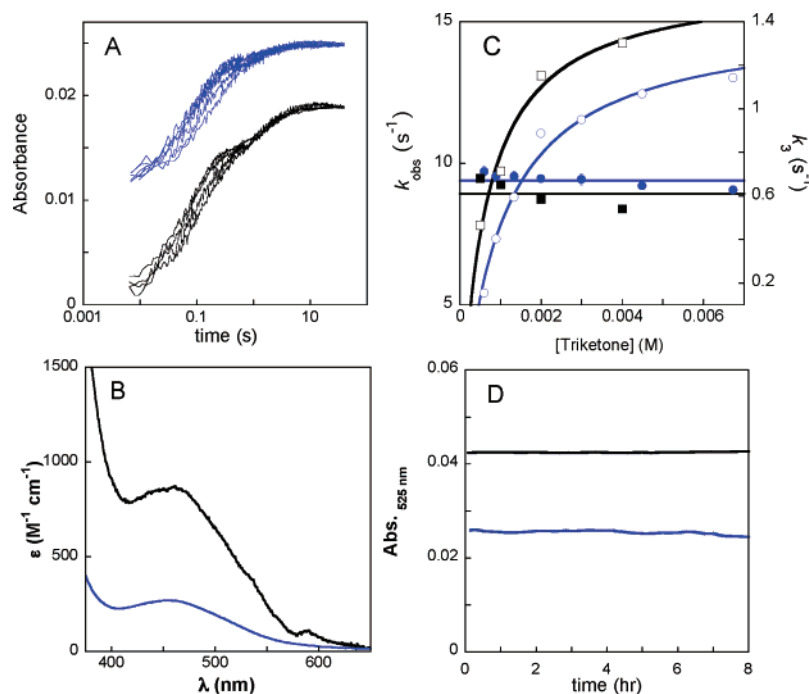 A
Absorbance
0.02
0.01
0
0.001
0.1
10
time (s)
C
k obs (s⁻¹)
15
10
5
1.4
1
0.6
0.2
k₃ (s⁻¹)
0
0.002
0.004
0.006
[Triketone] (M)
B
ε (M⁻¹ cm⁻¹)
1500
1000
500
0
400
500
600
λ (nm)
D
Abs. 525 nm
0.06
0.04
0.02
0
0
2
4
6
8
time (hr)